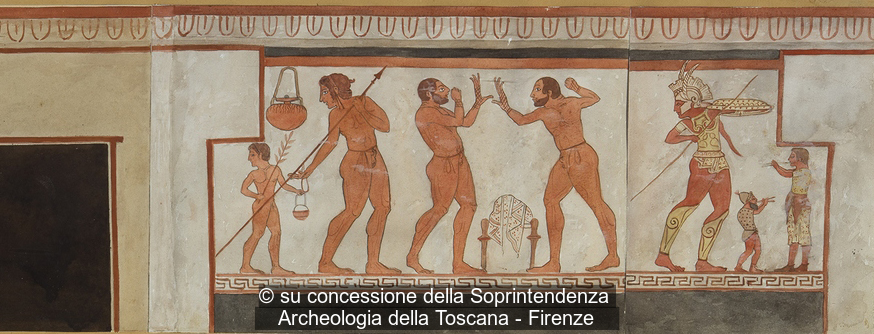 © su concessione della Soprintendenza
Archeologia della Toscana - Firenze